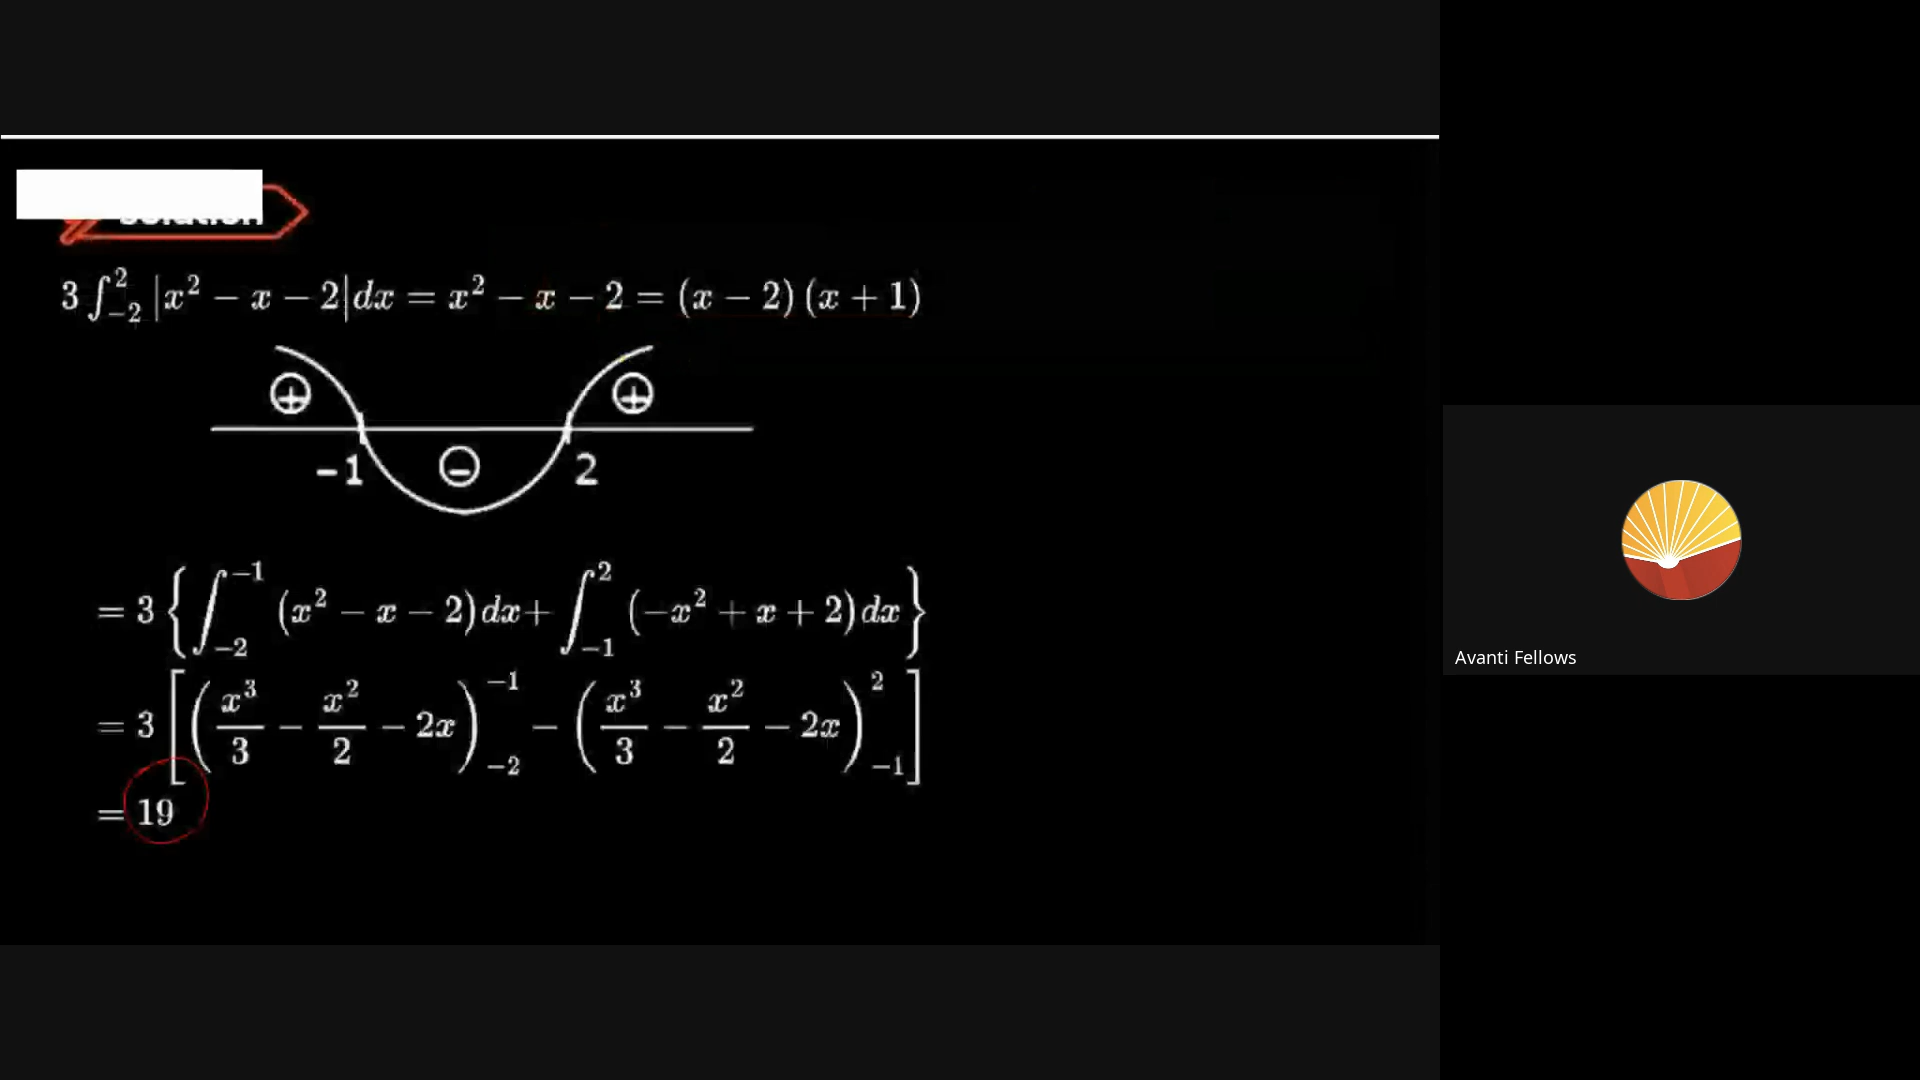 Solution
3 ∫_{-2}^{2} |x² − x − 2| dx = x² − x − 2 = (x − 2)(x + 1)
+ +
-1 − 2
= 3 { ∫_{-2}^{-1} (x² − x − 2) dx + ∫_{-1}^{2} (−x² + x + 2) dx }
= 3 [ (x³/3 − x²/2 − 2x)_{-2}^{-1} − (x³/3 − x²/2 − 2x)_{-1}^{2} ]
= 19
Avanti Fellows